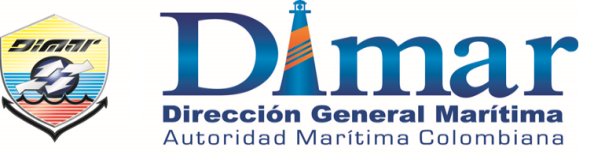 DIMAR
Dimar
Dirección General Marítima
Autoridad Marítima Colombiana